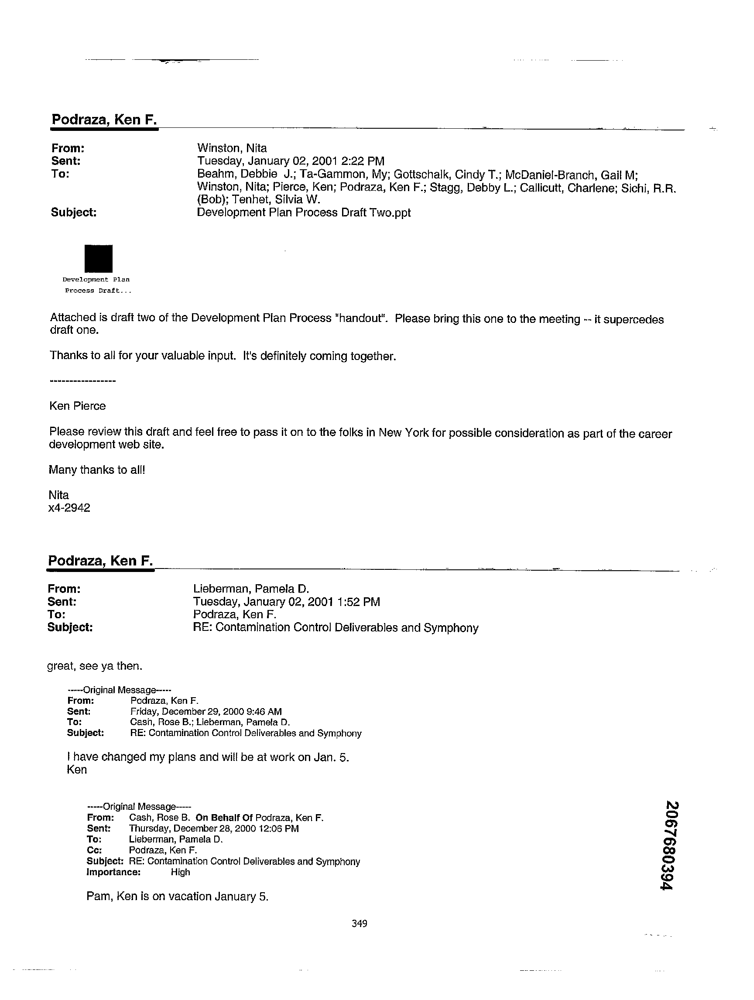 Podraza, Ken F.
From: Winston, Nita
Sent: Tuesday, January 02, 2001 2:22 PM
To: Beahm, Debbie J.; Ta-Gammon, My; Gottschalk, Cindy T.; McDaniel-Branch, Gail M;
Winston, Nita; Pierce, Ken; Podraza, Ken F.; Stagg, Debby L.; Callicutt, Charlene; Sichi, R.R.
(Bob); Tenhet, Silvia W.
Subject: Development Plan Process Draft Two.ppt
Development Plan
Process Draft...
Attached is draft two of the Development Plan Process "handout". Please bring this one to the meeting -- it supercedes
draft one.
Thanks to all for your valuable input. It's definitely coming together.
-----------------
Ken Pierce
Please review this draft and feel free to pass it on to the folks in New York for possible consideration as part of the career
development web site.
Many thanks to all!
Nita
x4-2942
Podraza, Ken F.
From: Lieberman, Pamela D.
Sent: Tuesday, January 02, 2001 1:52 PM
To: Podraza, Ken F.
Subject: RE: Contamination Control Deliverables and Symphony
great, see ya then.
-----Original Message-----
From: Podraza, Ken F.
Sent: Friday, December 29, 2000 9:46 AM
To: Cash, Rose B.; Lieberman, Pamela D.
Subject: RE: Contamination Control Deliverables and Symphony
I have changed my plans and will be at work on Jan. 5.
Ken
-----Original Message-----
From: Cash, Rose B. On Behalf Of Podraza, Ken F.
Sent: Thursday, December 28, 2000 12:06 PM
To: Lieberman, Pamela D.
Cc: Podraza, Ken F.
Subject: RE: Contamination Control Deliverables and Symphony
Importance: High
Pam, Ken is on vacation January 5.
349
2067680394